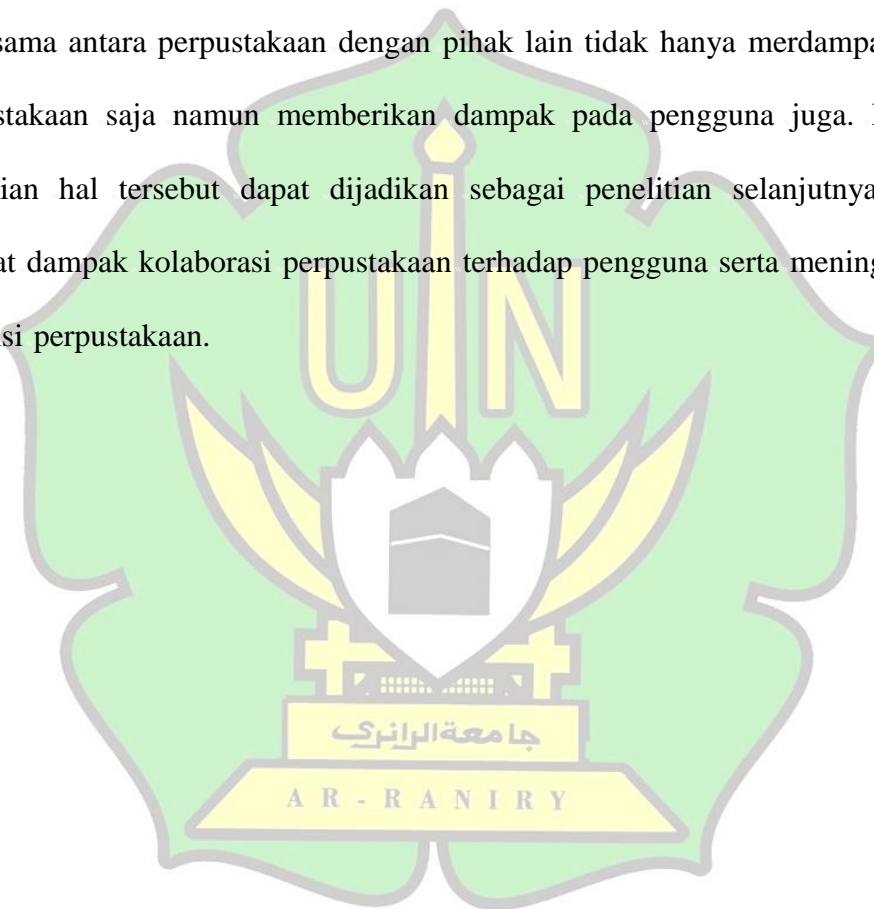 sama antara perpustakaan dengan pihak lain tidak hanya merdampa
stakaan saja namun memberikan dampak pada pengguna juga.
ian hal tersebut dapat dijadikan sebagai penelitian selanjutnya
at dampak kolaborasi perpustakaan terhadap pengguna serta mening
si perpustakaan.
UIN
جامعة الرانري
AR-RANIRY